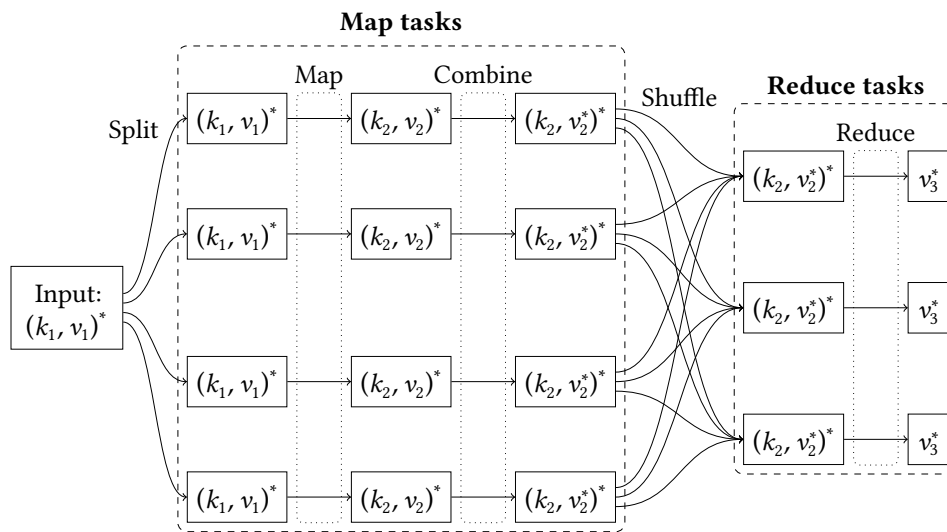 Map tasks
Map
Combine
Shuffle
Reduce tasks
Reduce
Split
(k₁, v₁)* (k₂, v₂)* (k₂, v₂*)*
(k₂, v₂*)* v₃*
(k₁, v₁)* (k₂, v₂)* (k₂, v₂*)*
Input:
(k₁, v₁)*
(k₂, v₂*)* v₃*
(k₁, v₁)* (k₂, v₂)* (k₂, v₂*)*
(k₂, v₂*)* v₃*
(k₁, v₁)* (k₂, v₂)* (k₂, v₂*)*